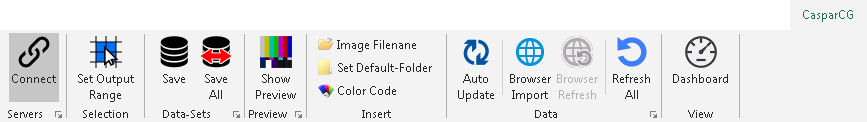 CasparCG
Connect
Servers
Set Output
Range
Selection
Save
Save
All
Data-Sets
Show
Preview
Preview
Image Filenane
Set Default-Folder
Color Code
Insert
Auto
Update
Browser
Import
Browser
Refresh
Refresh
All
Data
Dashboard
View